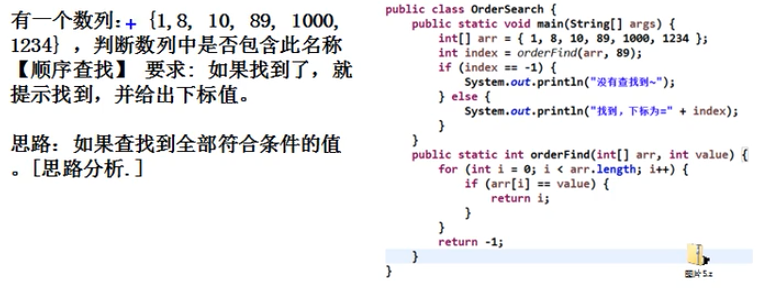 有一个数列：+ {1,8, 10, 89, 1000,
1234} ，判断数列中是否包含此名称
【顺序查找】 要求: 如果找到了，就
提示找到，并给出下标值。
思路：如果查找到全部符合条件的值
。[思路分析.]
public class OrderSearch {
public static void main(String[] args) {
int[] arr = { 1, 8, 10, 89, 1000, 1234 };
int index = orderFind(arr, 89);
if (index == -1) {
System.out.println("没有查找到~");
} else {
System.out.println("找到，下标为=" + index);
}
}
public static int orderFind(int[] arr, int value) {
for (int i = 0; i < arr.length; i++) {
if (arr[i] == value) {
return i;
}
}
return -1;
}
}
图片5.z